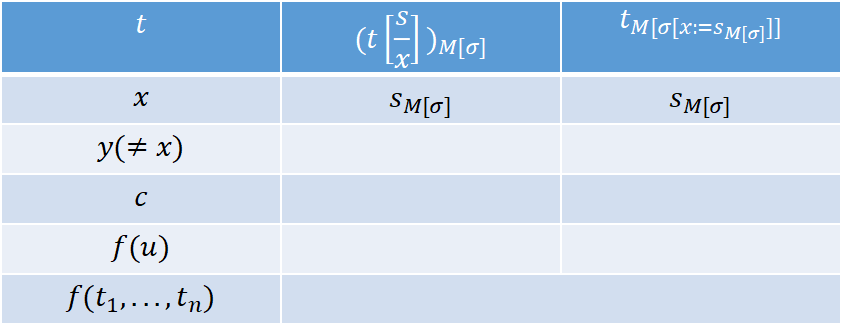 t (t[s/x])_{M[σ]} t_{M[σ[x:=s_{M[σ]}]]}
x s_{M[σ]} s_{M[σ]}
y(≠ x)
c
f(u)
f(t_1, . . . , t_n)